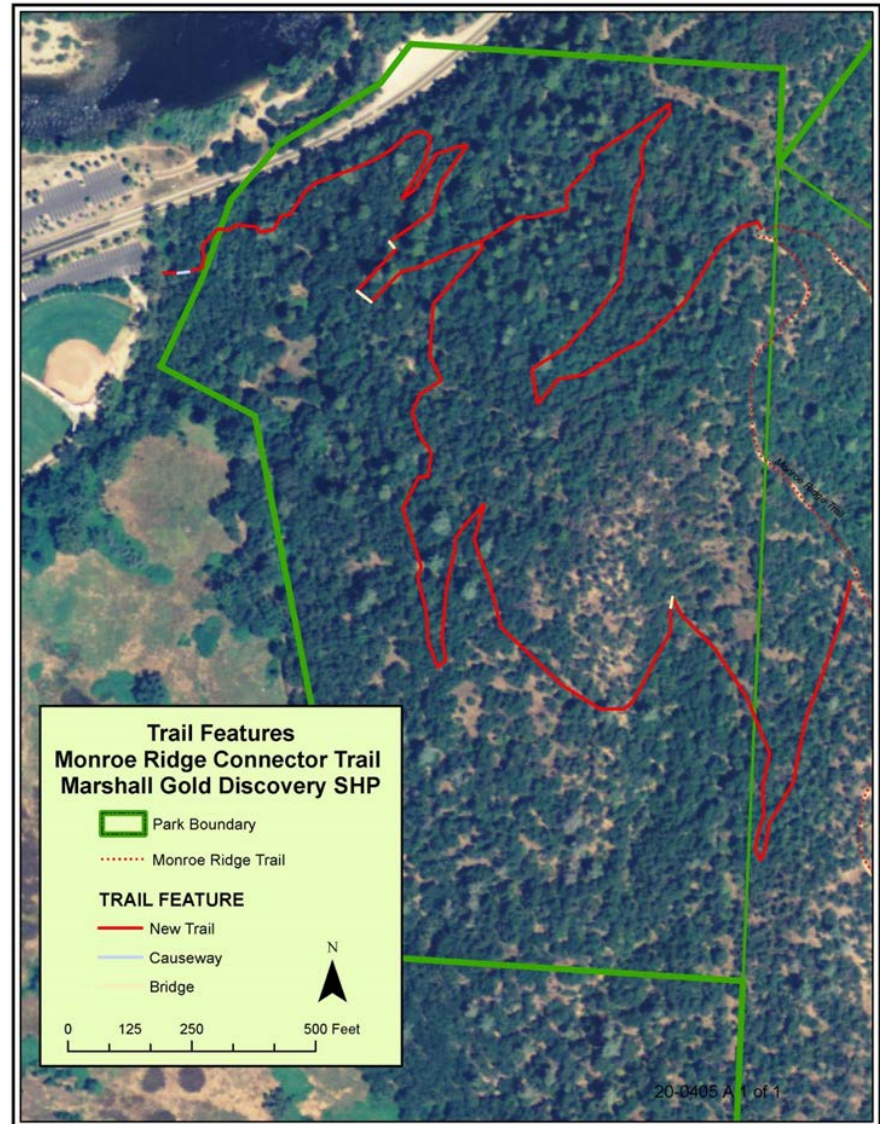 Monroe Ridge Trail
Trail Features
Monroe Ridge Connector Trail
Marshall Gold Discovery SHP
Park Boundary
Monroe Ridge Trail
TRAIL FEATURE
New Trail
Causeway
Bridge
N
0 125 250 500 Feet
20-0405 A 1 of 1